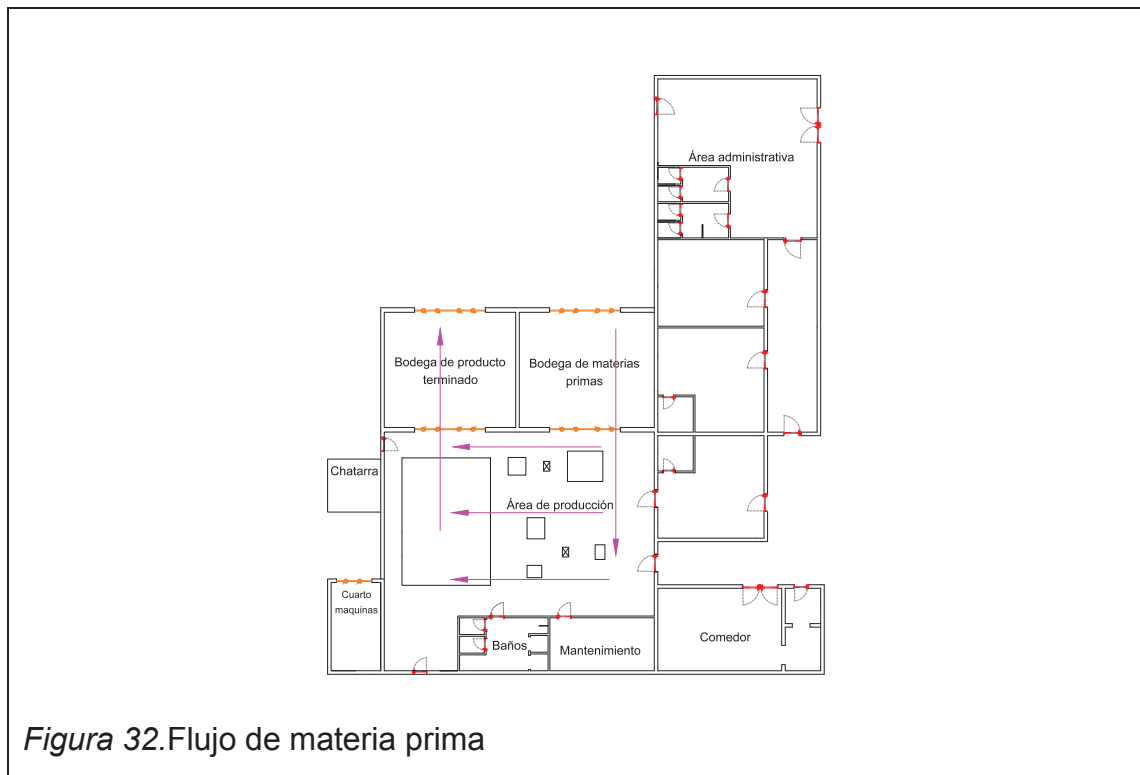 Área administrativa
Bodega de producto
terminado
Bodega de materias
primas
Chatarra
Área de producción
Cuarto
maquinas
Baños
Mantenimiento
Comedor
Figura 32.Flujo de materia prima